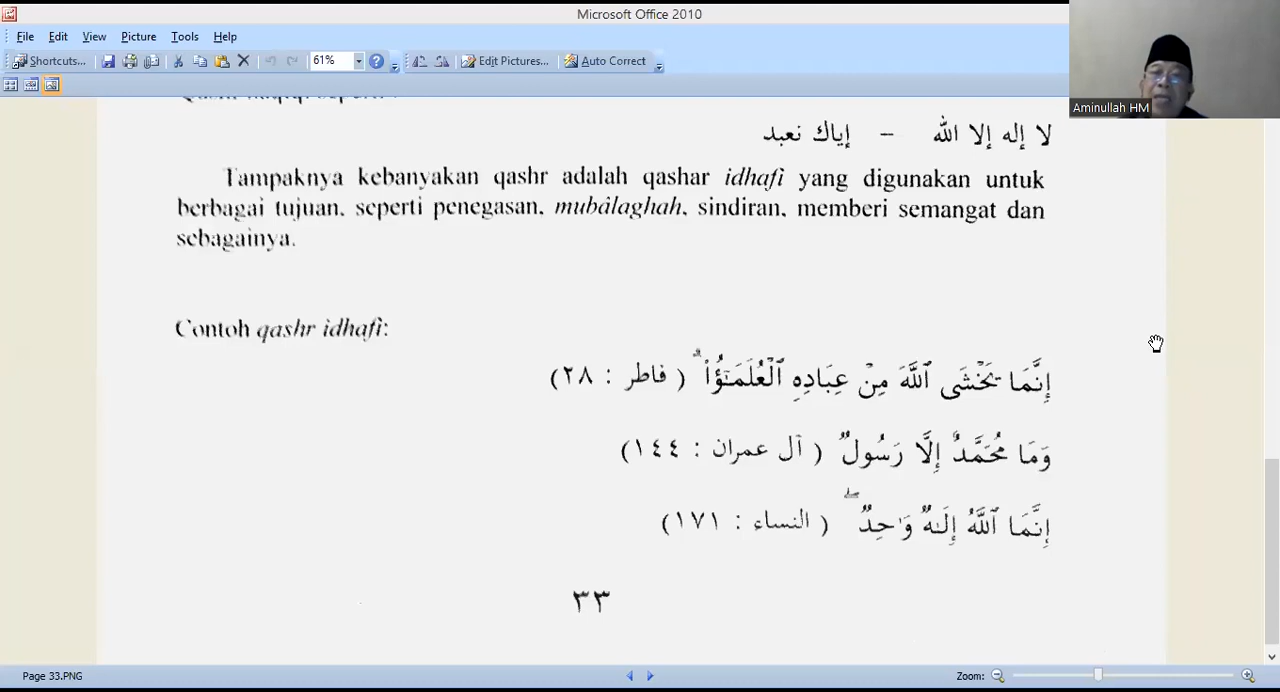 Microsoft Office 2010
File Edit View Picture Tools Help
Shortcuts... 61% Edit Pictures... Auto Correct
Aminullah HM
لا إله إلا الله – إياك نعبد
Tampaknya kebanyakan qashr adalah qashar idhafi yang digunakan untuk
berbagai tujuan, seperti penegasan, mubâlaghah, sindiran, memberi semangat dan
sebagainya.
Contoh qashr idhafi:
إِنَّمَا يَخْشَى ٱللَّهَ مِنْ عِبَادِهِ ٱلْعُلَمَـٰٓؤُا۟ ۗ ( فاطر : ٢٨)
وَمَا مُحَمَّدٌ إِلَّا رَسُولٌ ( آل عمران : ١٤٤)
إِنَّمَا ٱللَّهُ إِلَـٰهٌ وَٰحِدٌ ۖ ( النساء : ١٧١)
٣٣
Page 33.PNG Zoom: